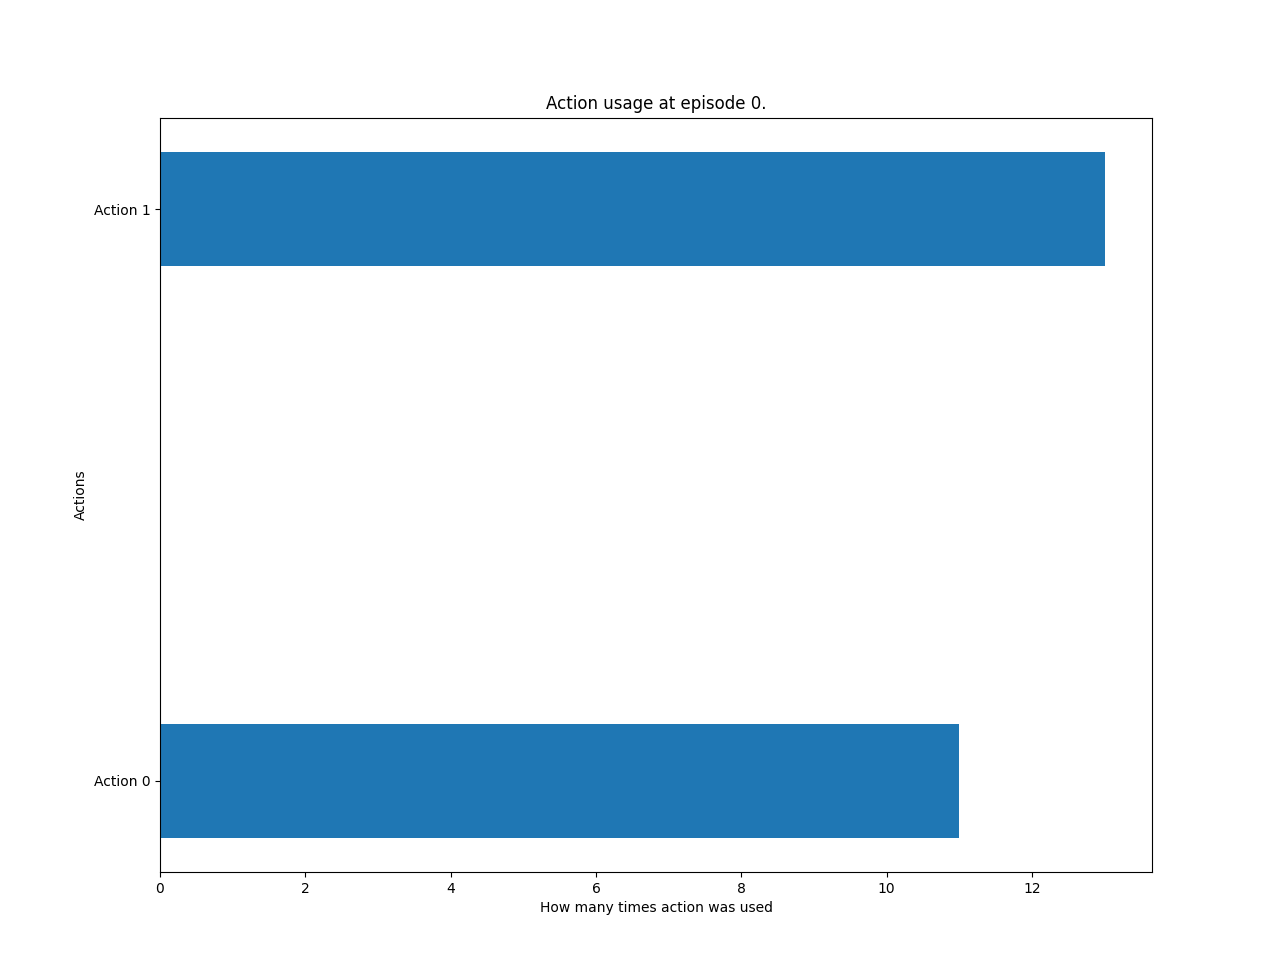 Action usage at episode 0.
Action 1
Actions
Action 0
0 2 4 6 8 10 12
How many times action was used